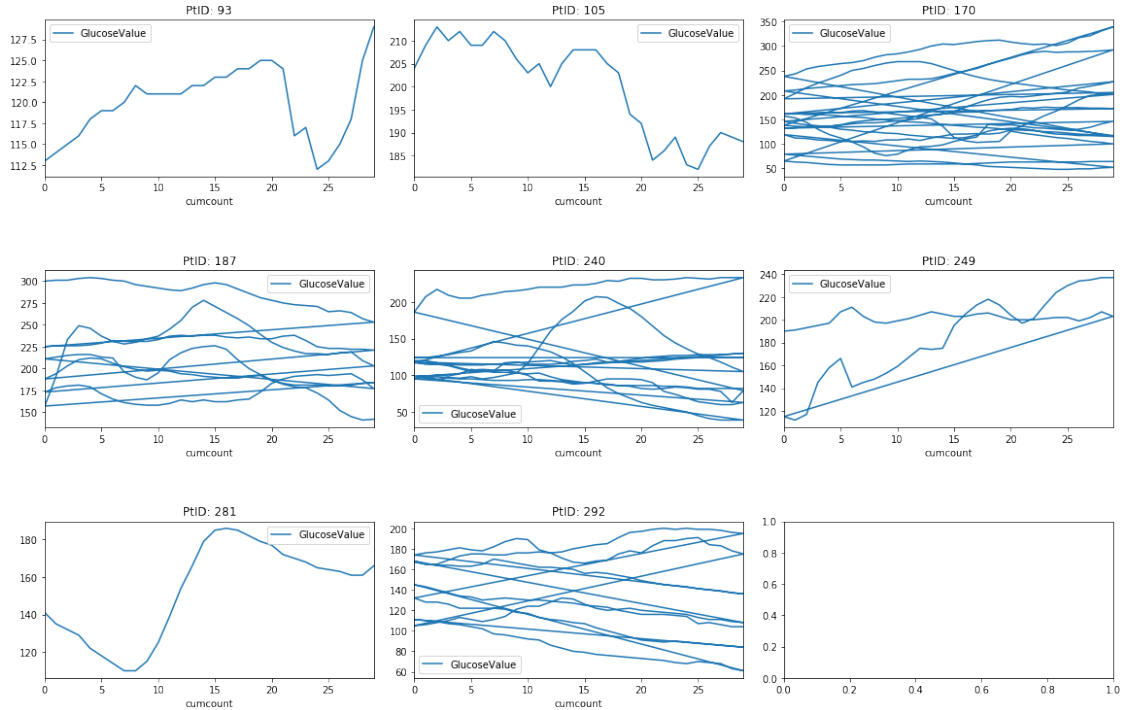 PtID: 93
GlucoseValue
127.5
125.0
122.5
120.0
117.5
115.0
112.5
0 5 10 15 20 25
cumcount
PtID: 105
GlucoseValue
210
205
200
195
190
185
0 5 10 15 20 25
cumcount
PtID: 170
GlucoseValue
350
300
250
200
150
100
50
0 5 10 15 20 25
cumcount
PtID: 187
GlucoseValue
300
275
250
225
200
175
150
0 5 10 15 20 25
cumcount
PtID: 240
200
150
100
50
GlucoseValue
0 5 10 15 20 25
cumcount
PtID: 249
GlucoseValue
240
220
200
180
160
140
120
0 5 10 15 20 25
cumcount
PtID: 281
GlucoseValue
180
160
140
120
0 5 10 15 20 25
cumcount
PtID: 292
200
180
160
140
120
100
80
60
GlucoseValue
0 5 10 15 20 25
cumcount
1.0
0.8
0.6
0.4
0.2
0.0
0.0 0.2 0.4 0.6 0.8 1.0